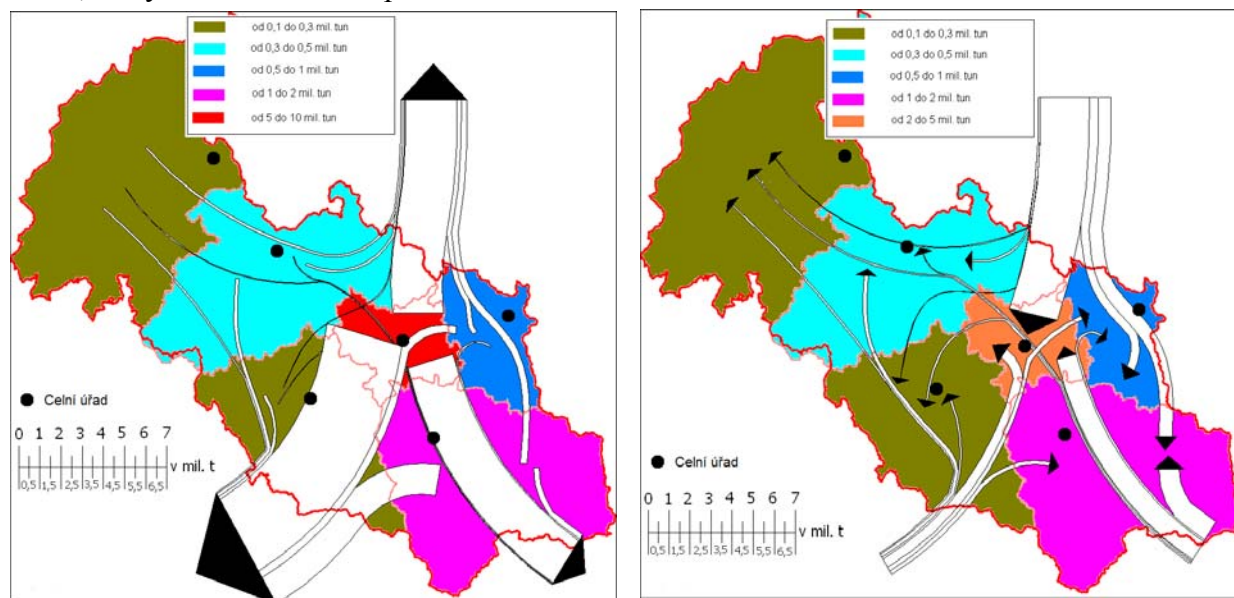 od 0,1 do 0,3 mil. tun
od 0,3 do 0,5 mil. tun
od 0,5 do 1 mil. tun
od 1 do 2 mil. tun
od 5 do 10 mil. tun
Celní úřad
0 1 2 3 4 5 6 7
v mil. t
0,5 1,5 2,5 3,5 4,5 5,5 6,5
od 0,1 do 0,3 mil. tun
od 0,3 do 0,5 mil. tun
od 0,5 do 1 mil. tun
od 1 do 2 mil. tun
od 2 do 5 mil. tun
Celní úřad
0 1 2 3 4 5 6 7
v mil. t
0,5 1,5 2,5 3,5 4,5 5,5 6,5